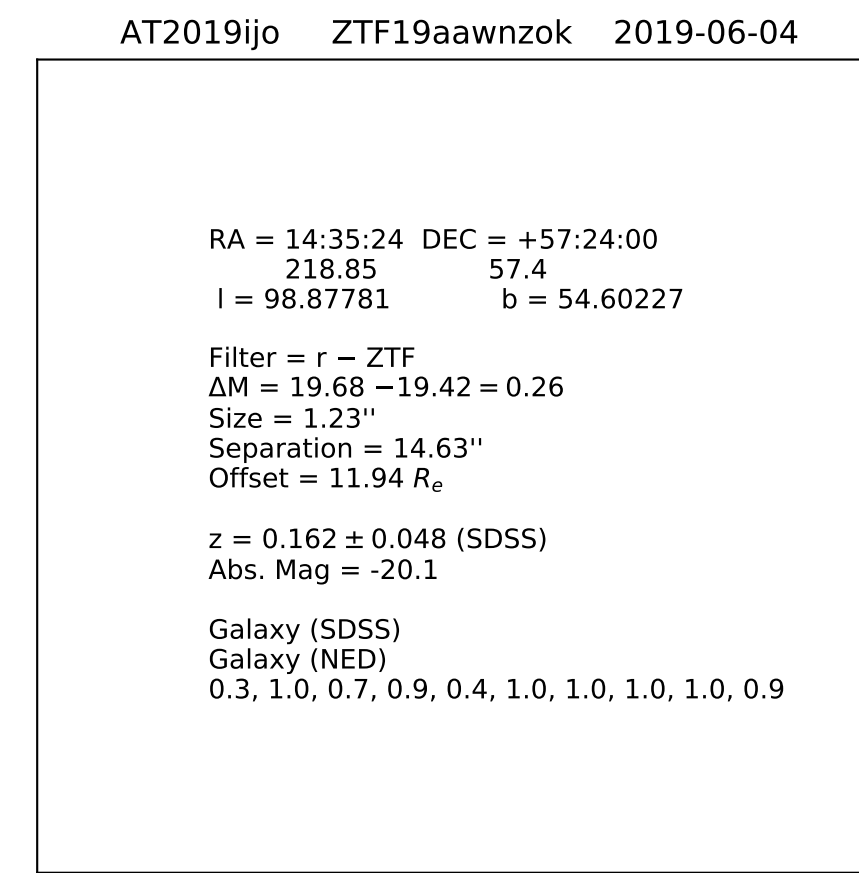 AT2019ijo ZTF19aawnzok 2019-06-04
RA = 14:35:24 DEC = +57:24:00
218.85 57.4
l = 98.87781 b = 54.60227
Filter = r − ZTF
ΔM = 19.68 −19.42 = 0.26
Size = 1.23''
Separation = 14.63''
Offset = 11.94 Rₑ
z = 0.162 ± 0.048 (SDSS)
Abs. Mag = -20.1
Galaxy (SDSS)
Galaxy (NED)
0.3, 1.0, 0.7, 0.9, 0.4, 1.0, 1.0, 1.0, 1.0, 0.9